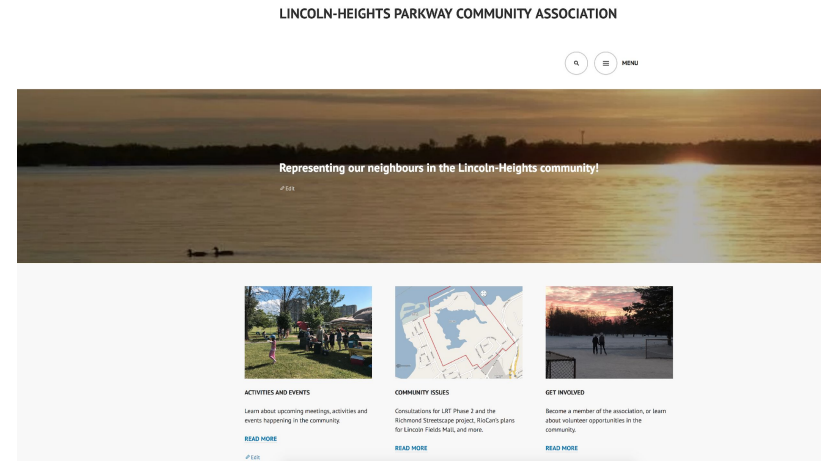 LINCOLN-HEIGHTS PARKWAY COMMUNITY ASSOCIATION
MENU
Representing our neighbours in the Lincoln-Heights community!
Edit
ACTIVITIES AND EVENTS
Learn about upcoming meetings, activities and
events happening in the community.
READ MORE
Edit
COMMUNITY ISSUES
Consultations for LRT Phase 2 and the
Richmond Streetscape project, RioCan's plans
for Lincoln Fields Mall, and more.
READ MORE
GET INVOLVED
Become a member of the association, or learn
about volunteer opportunities in the
community.
READ MORE